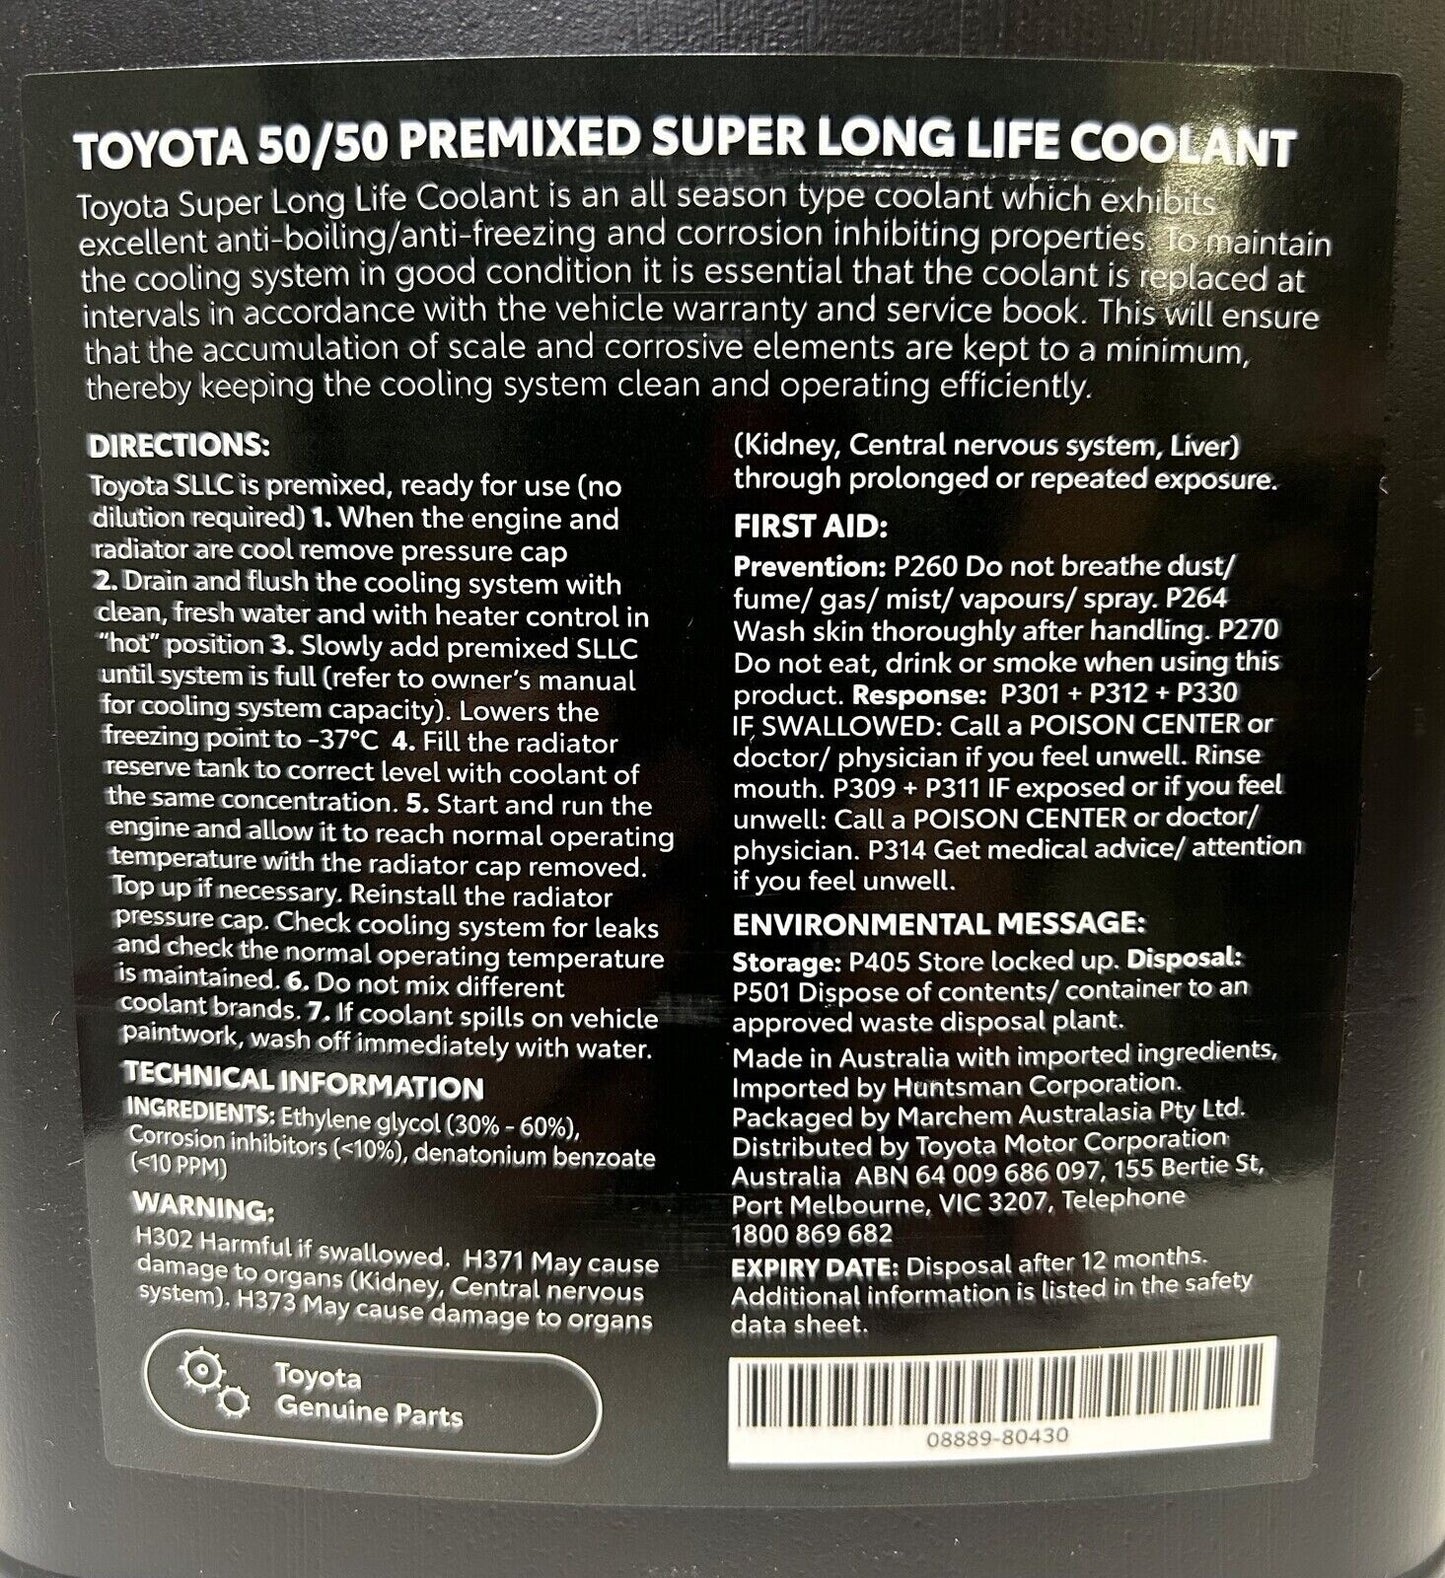 TOYOTA 50/50 PREMIXED SUPER LONG LIFE COOLANT
Toyota Super Long Life Coolant is an all season type coolant which exhibits
excellent anti-boiling/anti-freezing and corrosion inhibiting properties. To maintain
the cooling system in good condition it is essential that the coolant is replaced at
intervals in accordance with the vehicle warranty and service book. This will ensure
that the accumulation of scale and corrosive elements are kept to a minimum,
thereby keeping the cooling system clean and operating efficiently.
DIRECTIONS:
Toyota SLLC is premixed, ready for use (no
dilution required) 1. When the engine and
radiator are cool remove pressure cap
2. Drain and flush the cooling system with
clean, fresh water and with heater control in
"hot" position 3. Slowly add premixed SLLC
until system is full (refer to owner's manual
for cooling system capacity). Lowers the
freezing point to -37°C 4. Fill the radiator
reserve tank to correct level with coolant of
the same concentration. 5. Start and run the
engine and allow it to reach normal operating
temperature with the radiator cap removed.
Top up if necessary. Reinstall the radiator
pressure cap. Check cooling system for leaks
and check the normal operating temperature
is maintained. 6. Do not mix different
coolant brands. 7. If coolant spills on vehicle
paintwork, wash off immediately with water.
TECHNICAL INFORMATION
INGREDIENTS: Ethylene glycol (30% - 60%),
Corrosion inhibitors (<10%), denatonium benzoate
(<10 PPM)
WARNING:
H302 Harmful if swallowed. H371 May cause
damage to organs (Kidney, Central nervous
system). H373 May cause damage to organs
(Kidney, Central nervous system, Liver)
through prolonged or repeated exposure.
FIRST AID:
Prevention: P260 Do not breathe dust/
fume/ gas/ mist/ vapours/ spray. P264
Wash skin thoroughly after handling. P270
Do not eat, drink or smoke when using this
product. Response: P301 + P312 + P330
IF SWALLOWED: Call a POISON CENTER or
doctor/ physician if you feel unwell. Rinse
mouth. P309 + P311 IF exposed or if you feel
unwell: Call a POISON CENTER or doctor/
physician. P314 Get medical advice/ attention
if you feel unwell.
ENVIRONMENTAL MESSAGE:
Storage: P405 Store locked up. Disposal:
P501 Dispose of contents/ container to an
approved waste disposal plant.
Made in Australia with imported ingredients,
Imported by Huntsman Corporation.
Packaged by Marchem Australasia Pty Ltd.
Distributed by Toyota Motor Corporation
Australia ABN 64 009 686 097, 155 Bertie St,
Port Melbourne, VIC 3207, Telephone
1800 869 682
EXPIRY DATE: Disposal after 12 months.
Additional information is listed in the safety
data sheet.
Toyota
Genuine Parts
08889-80430